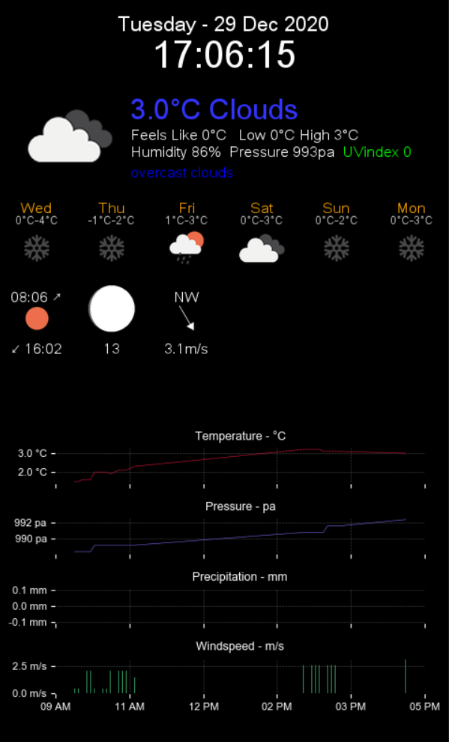 Tuesday - 29 Dec 2020
17:06:15
3.0°C Clouds
Feels Like 0°C Low 0°C High 3°C
Humidity 86% Pressure 993pa UVindex 0
overcast clouds
Wed Thu Fri Sat Sun Mon
0°C-4°C -1°C-2°C 1°C-3°C 0°C-3°C 0°C-2°C 0°C-3°C
08:06 ↗ NW
↙ 16:02 13 3.1m/s
Temperature - °C
3.0 °C
2.0 °C
Pressure - pa
992 pa
990 pa
Precipitation - mm
0.1 mm
0.0 mm
-0.1 mm
Windspeed - m/s
2.5 m/s
0.0 m/s
09 AM 11 AM 12 PM 02 PM 03 PM 05 PM